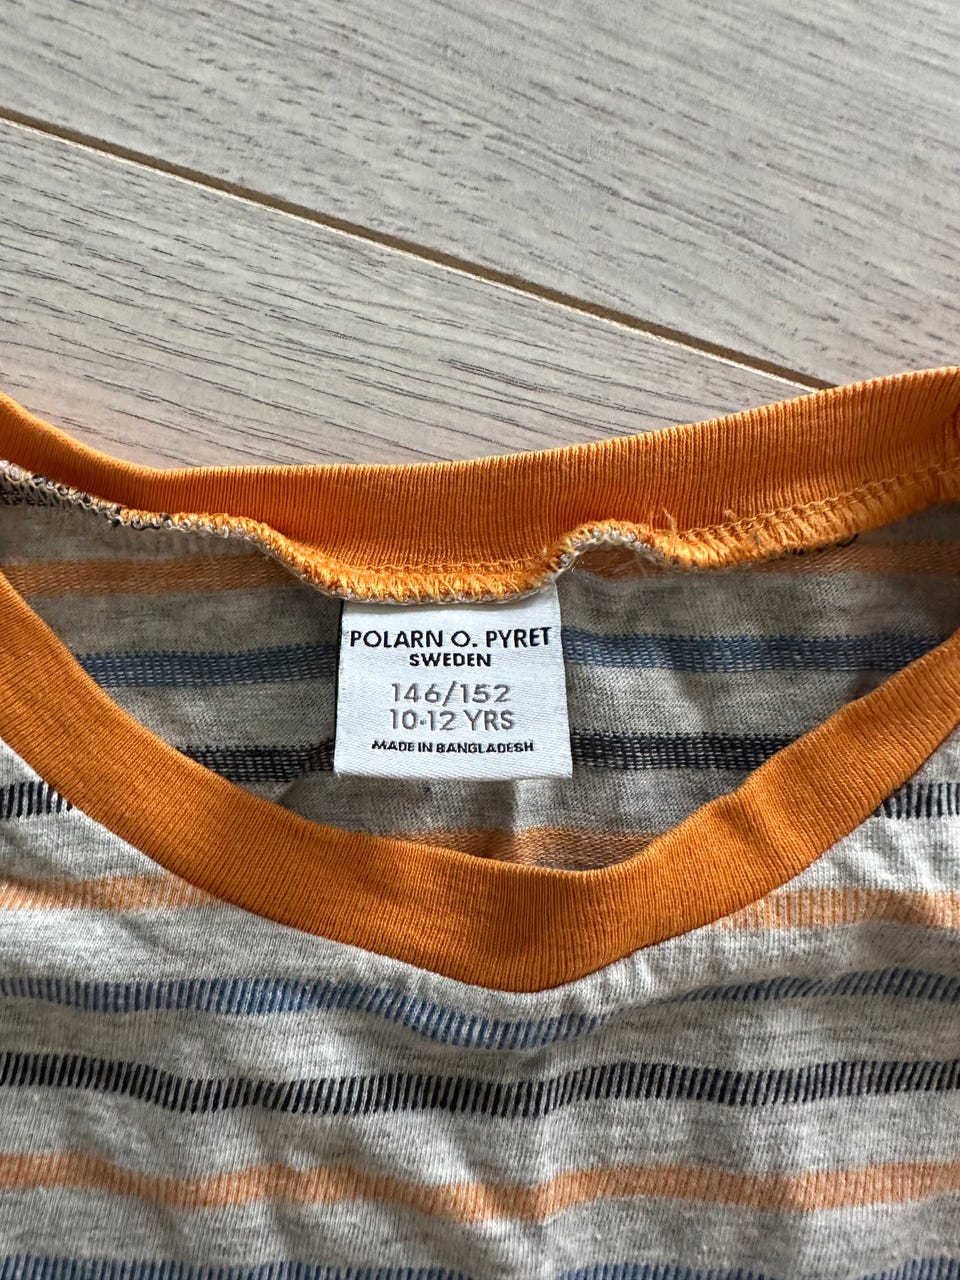 POLARN O. PYRET
SWEDEN
146/152
10-12 YRS
MADE IN BANGLADESH